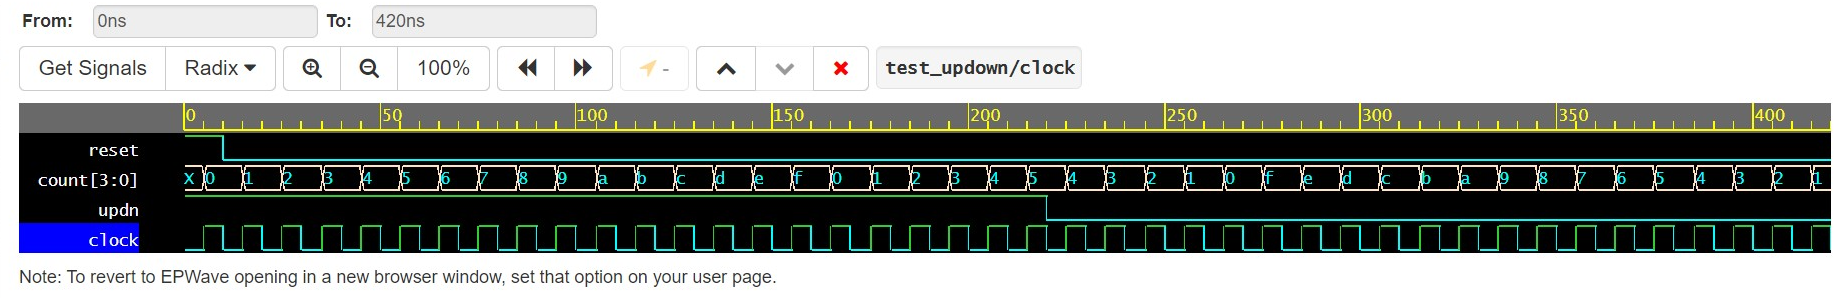 From: 0ns To: 420ns
Get Signals Radix 100% - test_updown/clock
0 50 100 150 200 250 300 350 400
reset
count[3:0] X 0 1 2 3 4 5 6 7 8 9 a b c d e f 0 1 2 3 4 5 4 3 2 1 0 f e d c b a 9 8 7 6 5 4 3 2 1
updn
clock
Note: To revert to EPWave opening in a new browser window, set that option on your user page.